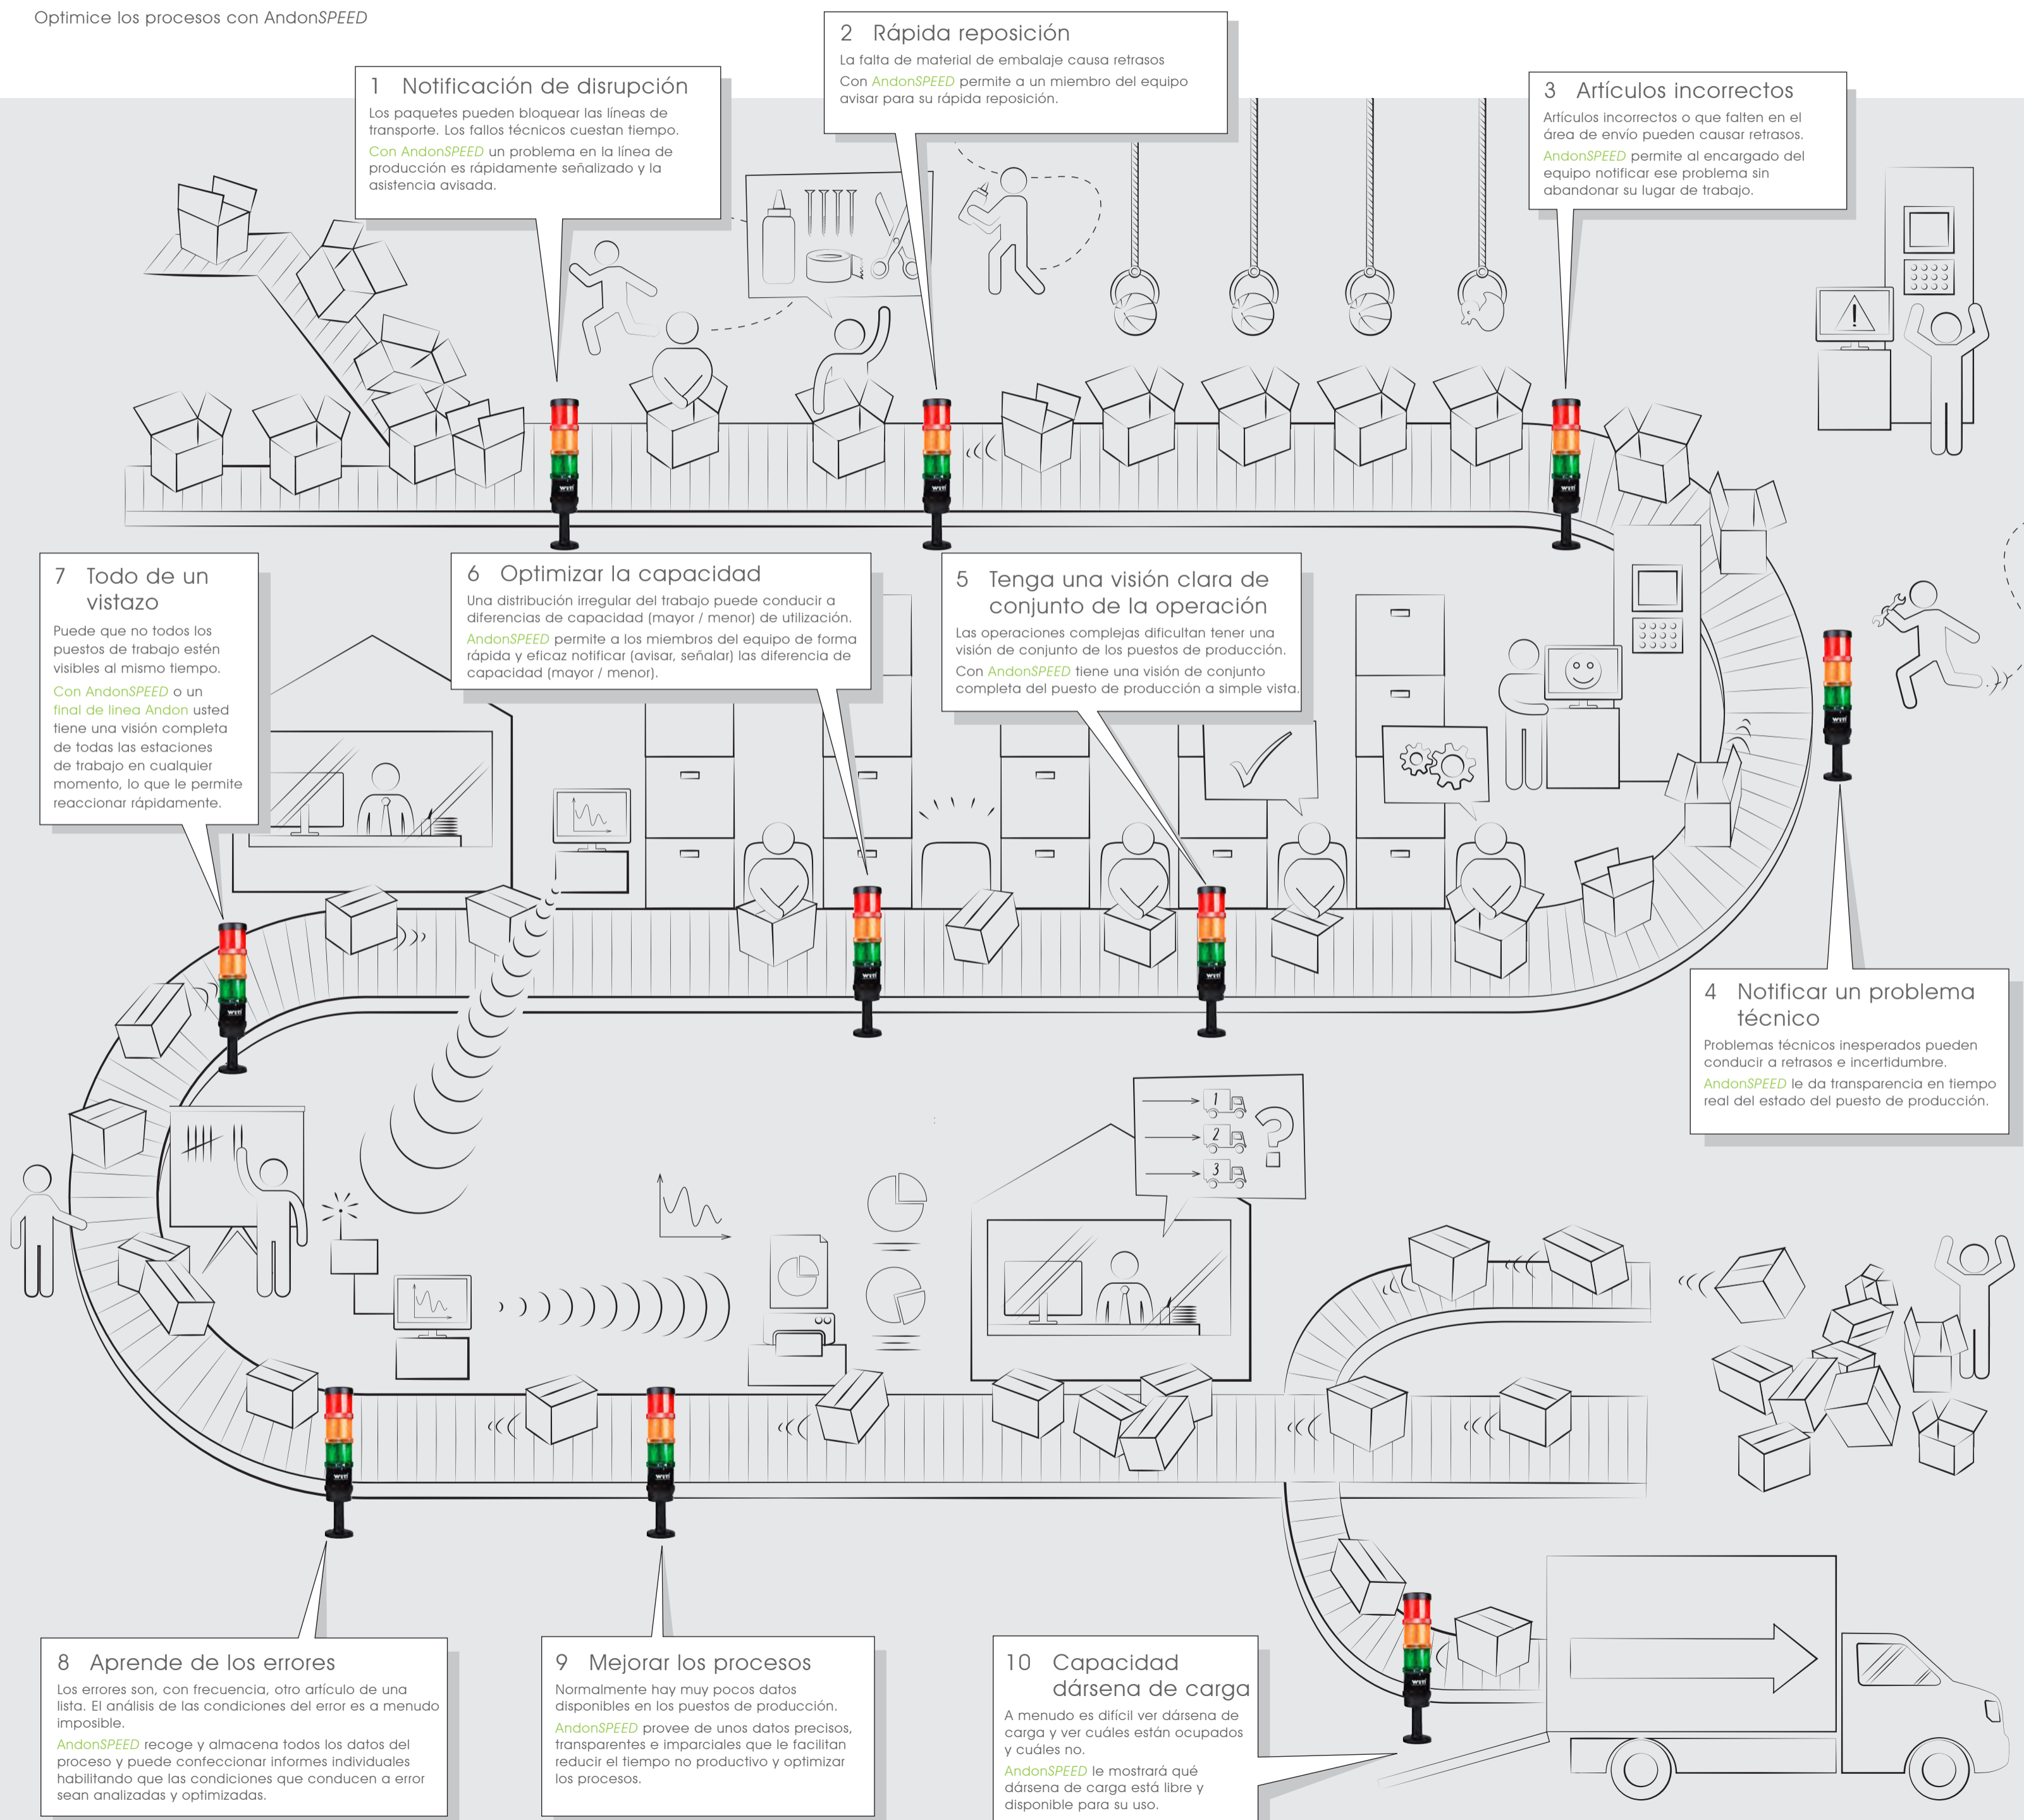 Optimice los procesos con AndonSPEED
1 Notificación de disrupción
Los paquetes pueden bloquear las líneas de
transporte. Los fallos técnicos cuestan tiempo.
Con AndonSPEED un problema en la línea de
producción es rápidamente señalizado y la
asistencia avisada.
2 Rápida reposición
La falta de material de embalaje causa retrasos
Con AndonSPEED permite a un miembro del equipo
avisar para su rápida reposición.
3 Artículos incorrectos
Artículos incorrectos o que falten en el
área de envío pueden causar retrasos.
AndonSPEED permite al encargado del
equipo notificar ese problema sin
abandonar su lugar de trabajo.
!
WERMA
WERMA
WERMA
7 Todo de un
vistazo
Puede que no todos los
puestos de trabajo estén
visibles al mismo tiempo.
Con AndonSPEED o un
final de linea Andon usted
tiene una visión completa
de todas las estaciones
de trabajo en cualquier
momento, lo que le permite
reaccionar rápidamente.
6 Optimizar la capacidad
Una distribución irregular del trabajo puede conducir a
diferencias de capacidad (mayor / menor) de utilización.
AndonSPEED permite a los miembros del equipo de forma
rápida y eficaz notificar (avisar, señalar) las diferencia de
capacidad (mayor / menor).
5 Tenga una visión clara de
conjunto de la operación
Las operaciones complejas dificultan tener una
visión de conjunto de los puestos de producción.
Con AndonSPEED tiene una visión de conjunto
completa del puesto de producción a simple vista.
4 Notificar un problema
técnico
Problemas técnicos inesperados pueden
conducir a retrasos e incertidumbre.
AndonSPEED le da transparencia en tiempo
real del estado del puesto de producción.
1
2
3
?
8 Aprende de los errores
Los errores son, con frecuencia, otro artículo de una
lista. El análisis de las condiciones del error es a menudo
imposible.
AndonSPEED recoge y almacena todos los datos del
proceso y puede confeccionar informes individuales
habilitando que las condiciones que conducen a error
sean analizadas y optimizadas.
9 Mejorar los procesos
Normalmente hay muy pocos datos
disponibles en los puestos de producción.
AndonSPEED provee de unos datos precisos,
transparentes e imparciales que le facilitan
reducir el tiempo no productivo y optimizar
los procesos.
10 Capacidad
dársena de carga
A menudo es difícil ver dársena de
carga y ver cuáles están ocupados
y cuáles no.
AndonSPEED le mostrará qué
dársena de carga está libre y
disponible para su uso.